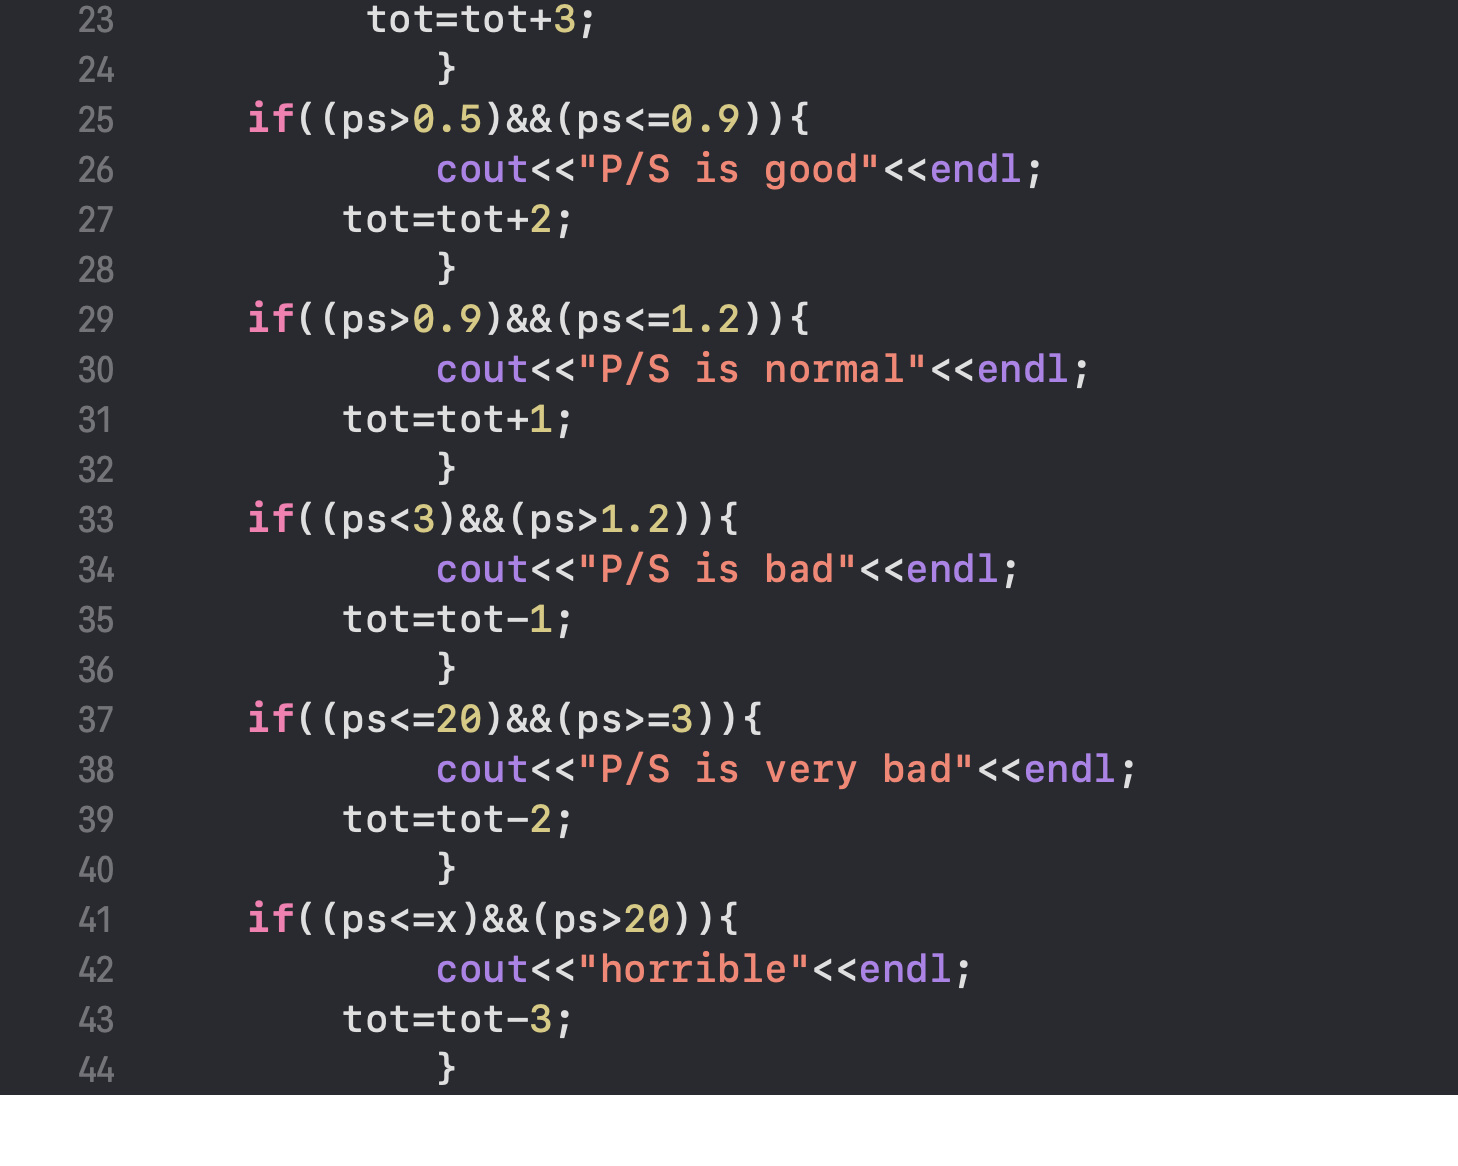 23 tot=tot+3;
24 }
25 if((ps>0.5)&&(ps<=0.9)){
26 cout<<"P/S is good"<<endl;
27 tot=tot+2;
28 }
29 if((ps>0.9)&&(ps<=1.2)){
30 cout<<"P/S is normal"<<endl;
31 tot=tot+1;
32 }
33 if((ps<3)&&(ps>1.2)){
34 cout<<"P/S is bad"<<endl;
35 tot=tot-1;
36 }
37 if((ps<=20)&&(ps>=3)){
38 cout<<"P/S is very bad"<<endl;
39 tot=tot-2;
40 }
41 if((ps<=x)&&(ps>20)){
42 cout<<"horrible"<<endl;
43 tot=tot-3;
44 }